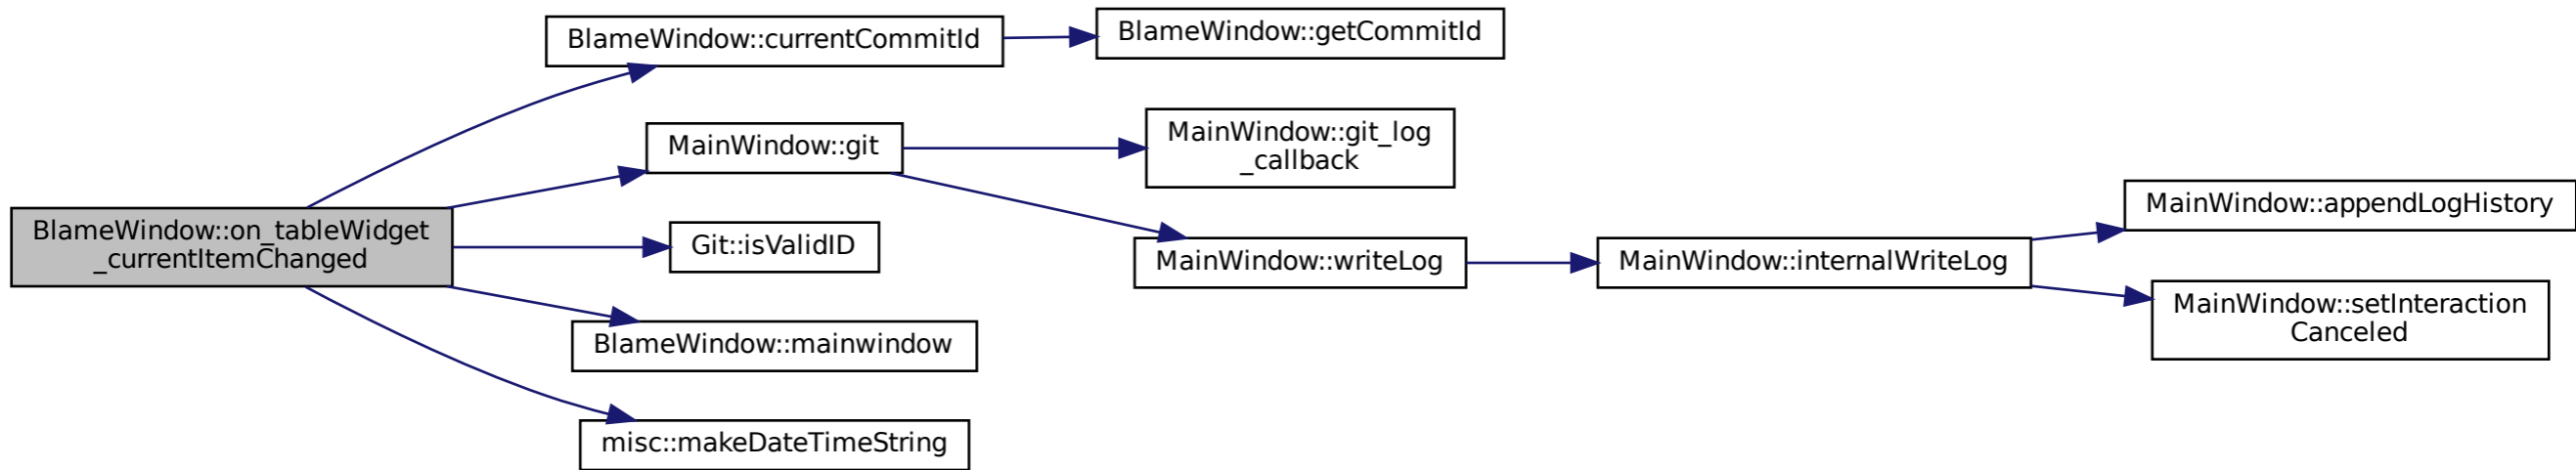 BlameWindow::currentCommitId
BlameWindow::getCommitId
MainWindow::git
MainWindow::git_log
_callback
BlameWindow::on_tableWidget
_currentItemChanged
Git::isValidID
MainWindow::writeLog
MainWindow::internalWriteLog
MainWindow::appendLogHistory
MainWindow::setInteraction
Canceled
BlameWindow::mainwindow
misc::makeDateTimeString